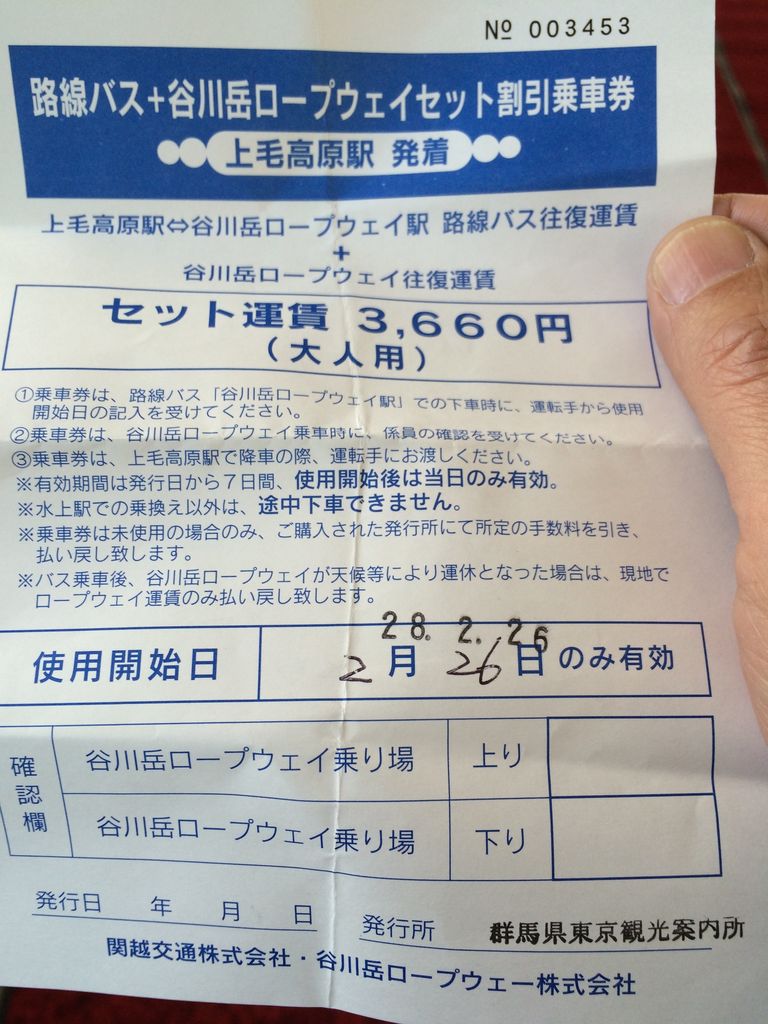 № 003453
路線バス+谷川岳ロープウェイセット割引乗車券
上毛高原駅 発着
上毛高原駅⇔谷川岳ロープウェイ駅 路線バス往復運賃
+
谷川岳ロープウェイ往復運賃
セット運賃 3,660円
(大人用)
①乗車券は、路線バス「谷川岳ロープウェイ駅」での下車時に、運転手から使用
開始日の記入を受けてください。
②乗車券は、谷川岳ロープウェイ乗車時に、係員の確認を受けてください。
③乗車券は、上毛高原駅で降車の際、運転手にお渡しください。
※有効期間は発行日から7日間、使用開始後は当日のみ有効。
※水上駅での乗換え以外は、途中下車できません。
※乗車券は未使用の場合のみ、ご購入された発行所にて所定の手数料を引き、
払い戻し致します。
※バス乗車後、谷川岳ロープウェイが天候等により運休となった場合は、現地で
ロープウェイ運賃のみ払い戻し致します。
28. 2. 26
使用開始日 2月26日のみ有効
確認欄
谷川岳ロープウェイ乗り場 上り
谷川岳ロープウェイ乗り場 下り
発行日 年 月 日 発行所 群馬県東京観光案内所
関越交通株式会社・谷川岳ロープウェー株式会社